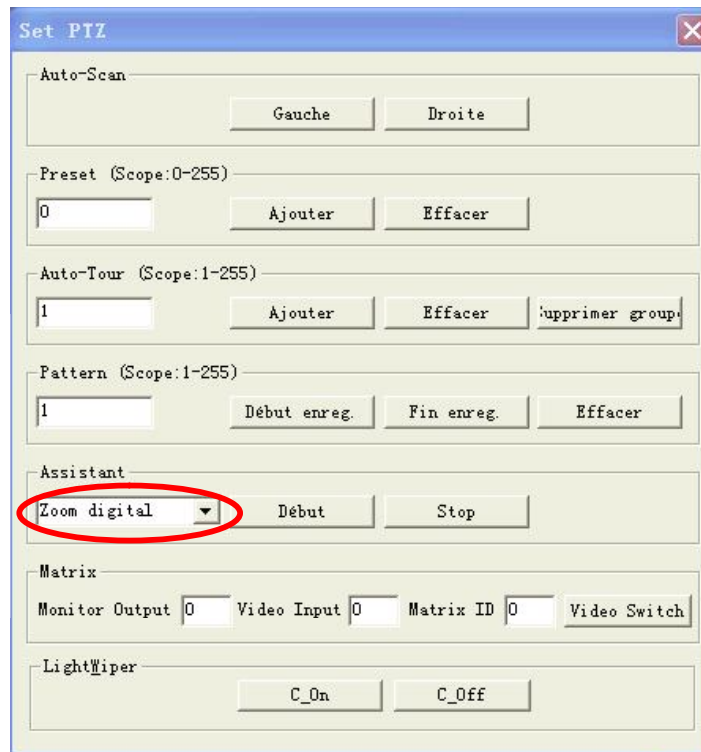 Set PTZ
Auto-Scan
Gauche Droite
Preset (Scope:0-255)
0 Ajouter Effacer
Auto-Tour (Scope:1-255)
1 Ajouter Effacer upprimer group
Pattern (Scope:1-255)
1 Début enreg. Fin enreg. Effacer
Assistant
Zoom digital Début Stop
Matrix
Monitor Output 0 Video Input 0 Matrix ID 0 Video Switch
LightWiper
C_On C_Off